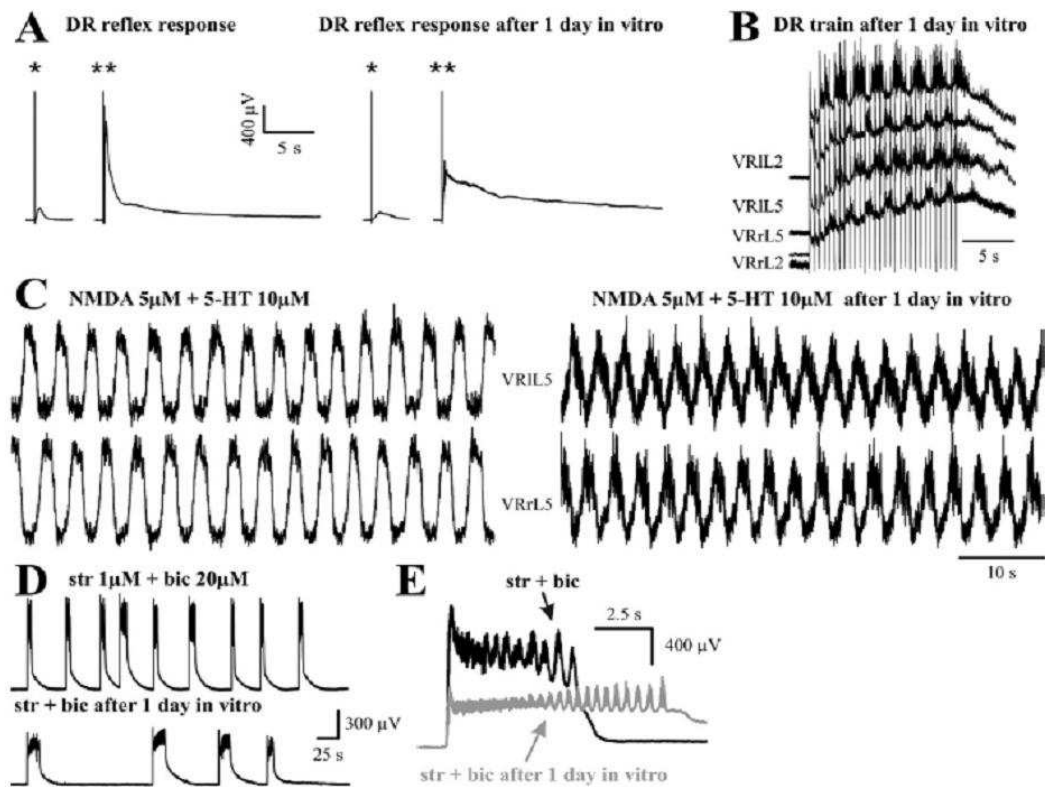 A
DR reflex response
DR reflex response after 1 day in vitro
* ** * **
400 µV
5 s
B
DR train after 1 day in vitro
VRlL2
VRlL5
VRrL5
VRrL2
5 s
C
NMDA 5µM + 5-HT 10µM
NMDA 5µM + 5-HT 10µM after 1 day in vitro
VRlL5
VRrL5
10 s
D
str 1µM + bic 20µM
str + bic after 1 day in vitro
300 µV
25 s
E
str + bic
2.5 s
400 µV
str + bic after 1 day in vitro